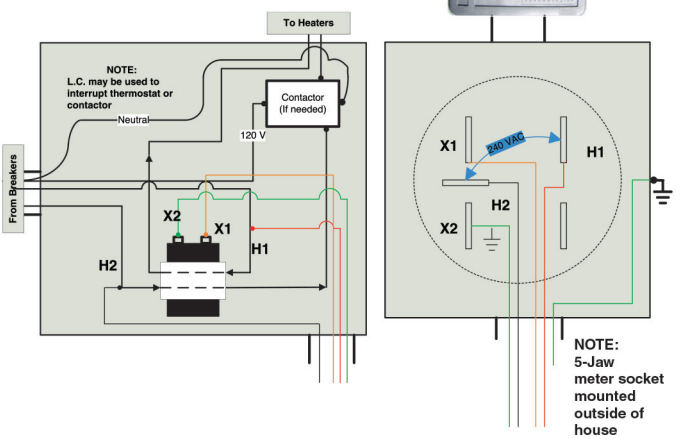 To Heaters
NOTE:
L.C. may be used to
interrupt thermostat or
contactor
Contactor
(If needed)
Neutral
120 V
From Breakers
X2
X1
H1
H2
X1
240 VAC
H1
H2
X2
NOTE:
5-Jaw
meter socket
mounted
outside of
house